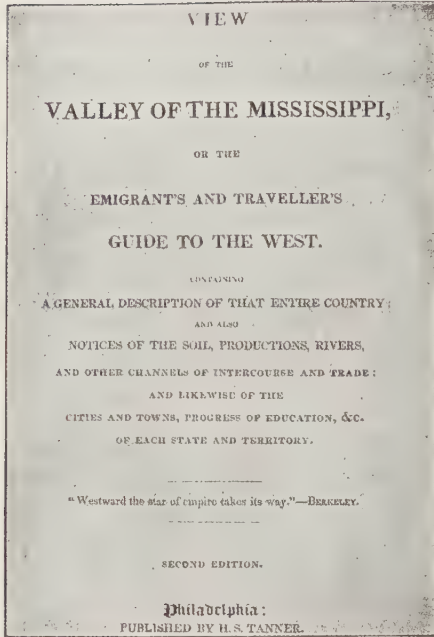 VIEW
OF THE
VALLEY OF THE MISSISSIPPI,
OR THE
EMIGRANT'S AND TRAVELLER'S
GUIDE TO THE WEST.
CONTAINING
A GENERAL DESCRIPTION OF THAT ENTIRE COUNTRY;
AND ALSO
NOTICES OF THE SOIL, PRODUCTIONS, RIVERS,
AND OTHER CHANNELS OF INTERCOURSE AND TRADE:
AND LIKEWISE OF THE
CITIES AND TOWNS, PROGRESS OF EDUCATION, &C.
OF EACH STATE AND TERRITORY.
"Westward the star of empire takes its way."—BERKELEY.
SECOND EDITION.
Philadelphia:
PUBLISHED BY H. S. TANNER.